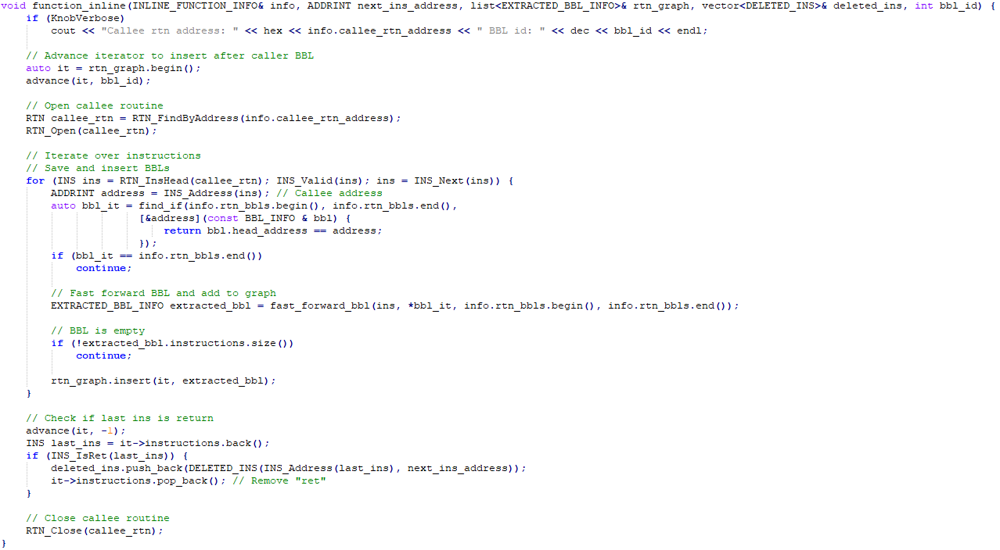 void function_inline(INLINE_FUNCTION_INFO& info, ADDRINT next_ins_address, list<EXTRACTED_BBL_INFO>& rtn_graph, vector<DELETED_INS>& deleted_ins, int bbl_id) {
    if (KnobVerbose)
        cout << "Callee rtn address: " << hex << info.callee_rtn_address << " BBL id: " << dec << bbl_id << endl;

    // Advance iterator to insert after caller BBL
    auto it = rtn_graph.begin();
    advance(it, bbl_id);

    // Open callee routine
    RTN callee_rtn = RTN_FindByAddress(info.callee_rtn_address);
    RTN_Open(callee_rtn);

    // Iterate over instructions
    // Save and insert BBLs
    for (INS ins = RTN_InsHead(callee_rtn); INS_Valid(ins); ins = INS_Next(ins)) {
        ADDRINT address = INS_Address(ins); // Callee address
        auto bbl_it = find_if(info.rtn_bbls.begin(), info.rtn_bbls.end(),
                      [&address](const BBL_INFO & bbl) {
                          return bbl.head_address == address;
                      });
        if (bbl_it == info.rtn_bbls.end())
            continue;

        // Fast forward BBL and add to graph
        EXTRACTED_BBL_INFO extracted_bbl = fast_forward_bbl(ins, *bbl_it, info.rtn_bbls.begin(), info.rtn_bbls.end());

        // BBL is empty
        if (!extracted_bbl.instructions.size())
            continue;

        rtn_graph.insert(it, extracted_bbl);
    }

    // Check if last ins is return
    advance(it, -1);
    INS last_ins = it->instructions.back();
    if (INS_IsRet(last_ins)) {
        deleted_ins.push_back(DELETED_INS(INS_Address(last_ins), next_ins_address));
        it->instructions.pop_back(); // Remove "ret"
    }

    // Close callee routine
    RTN_Close(callee_rtn);
}